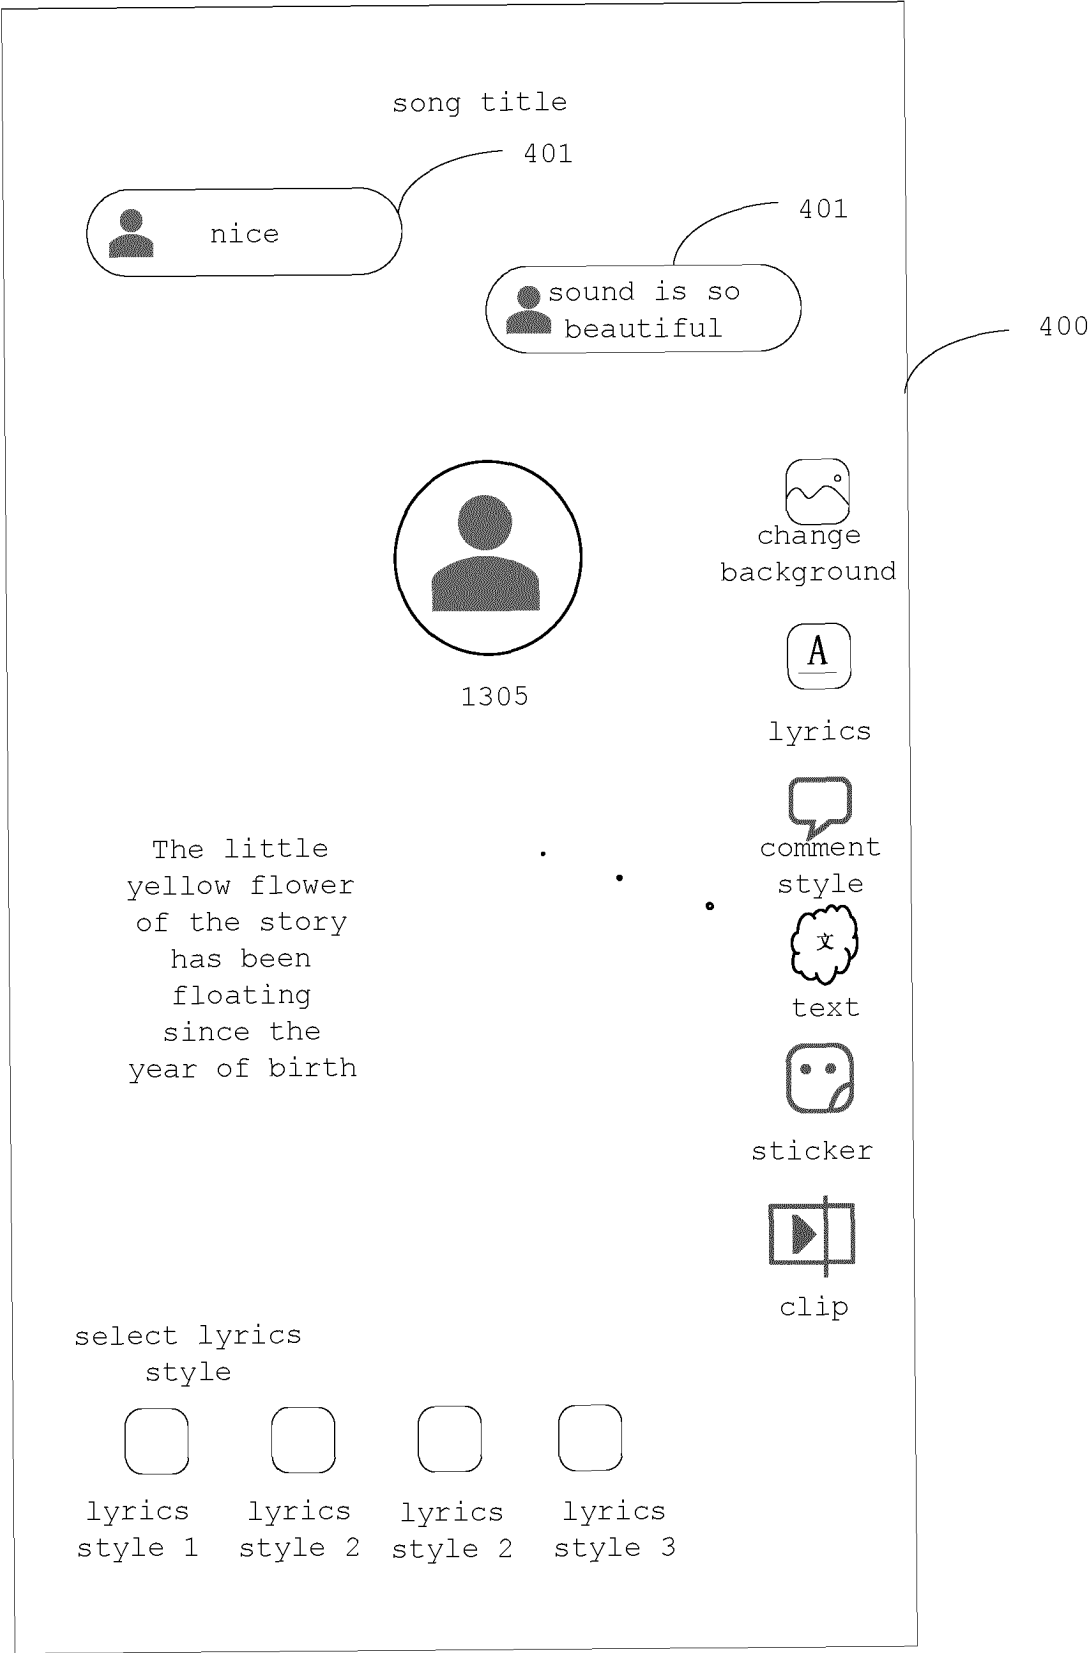 song title
401
nice
401
sound is so
beautiful
400
change
background
1305
A
lyrics
comment
style
The little
yellow flower
of the story
has been
floating
since the
year of birth
文
text
sticker
clip
select lyrics
style
lyrics
style 1
lyrics
style 2
lyrics
style 2
lyrics
style 3